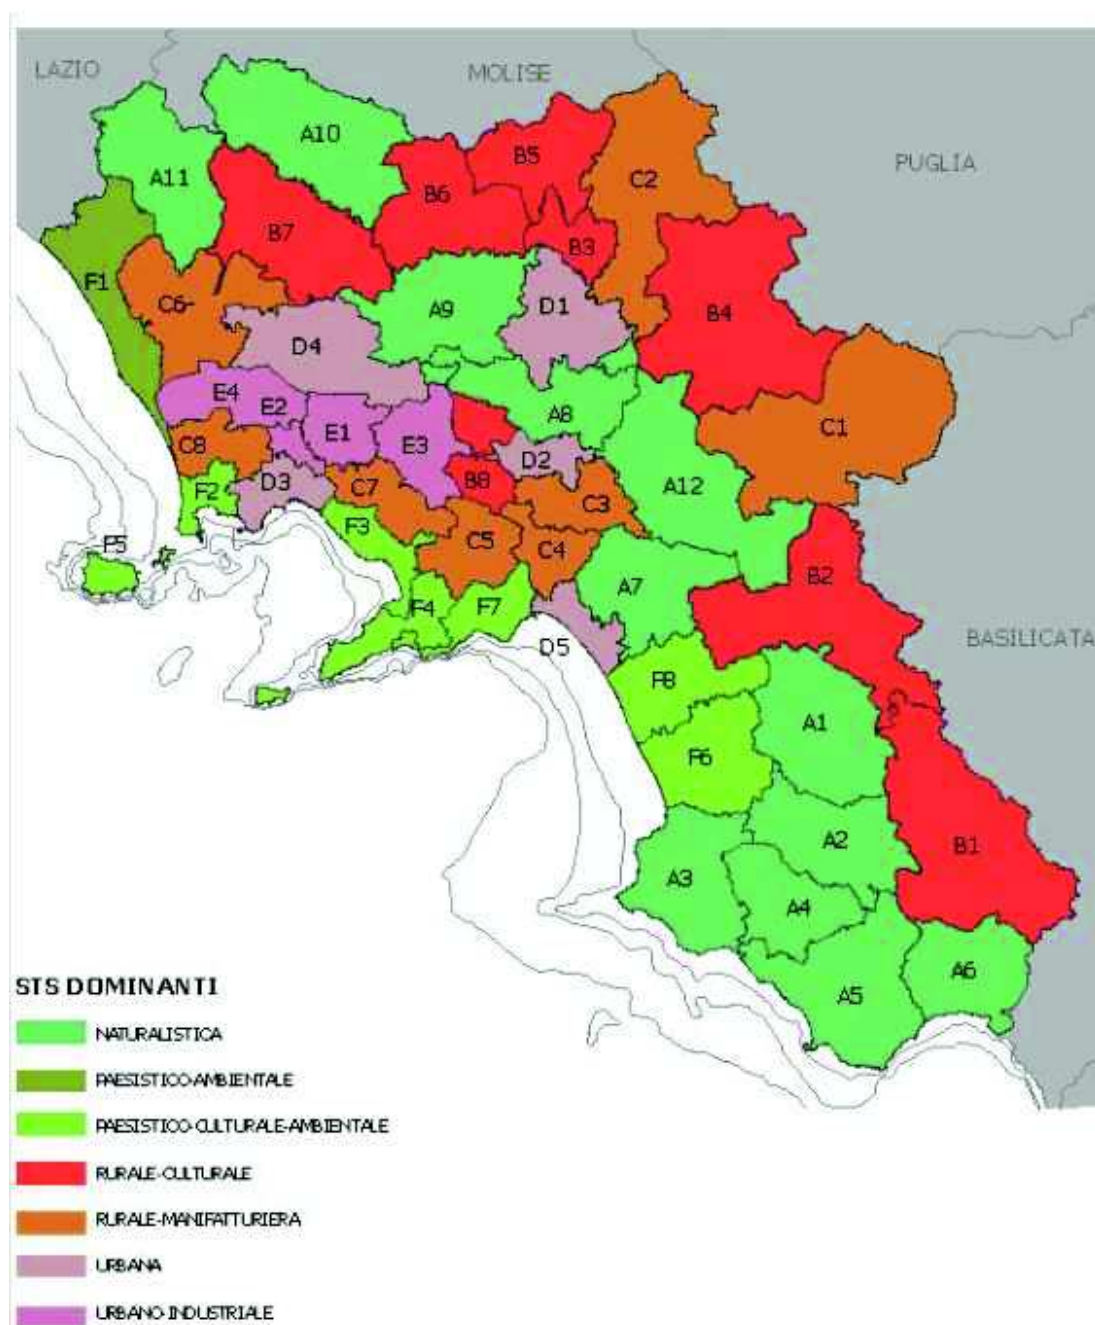 LAZIO
MOLISE
A10
B5
A11
B6
C2
PUGLIA
B7
B3
F1
C6-
A9
D1
B4
D4
E4
E2
A8
E1
E3
C1
C8
D2
B8
F2
D3
C7
C3
A12
F3
F5
C5
C4
B2
A7
F4
F7
D5
BASILICATA
F8
A1
F6
A2
B1
A3
A4
A6
A5
STS DOMINANTI
NATURALISTICA
PAESISTICO-AMBIENTALE
PAESISTICO-CULTURALE-AMBIENTALE
RURALE-CULTURALE
RURALE-MANIFATTURIERA
URBANA
URBANO-INDUSTRIALE